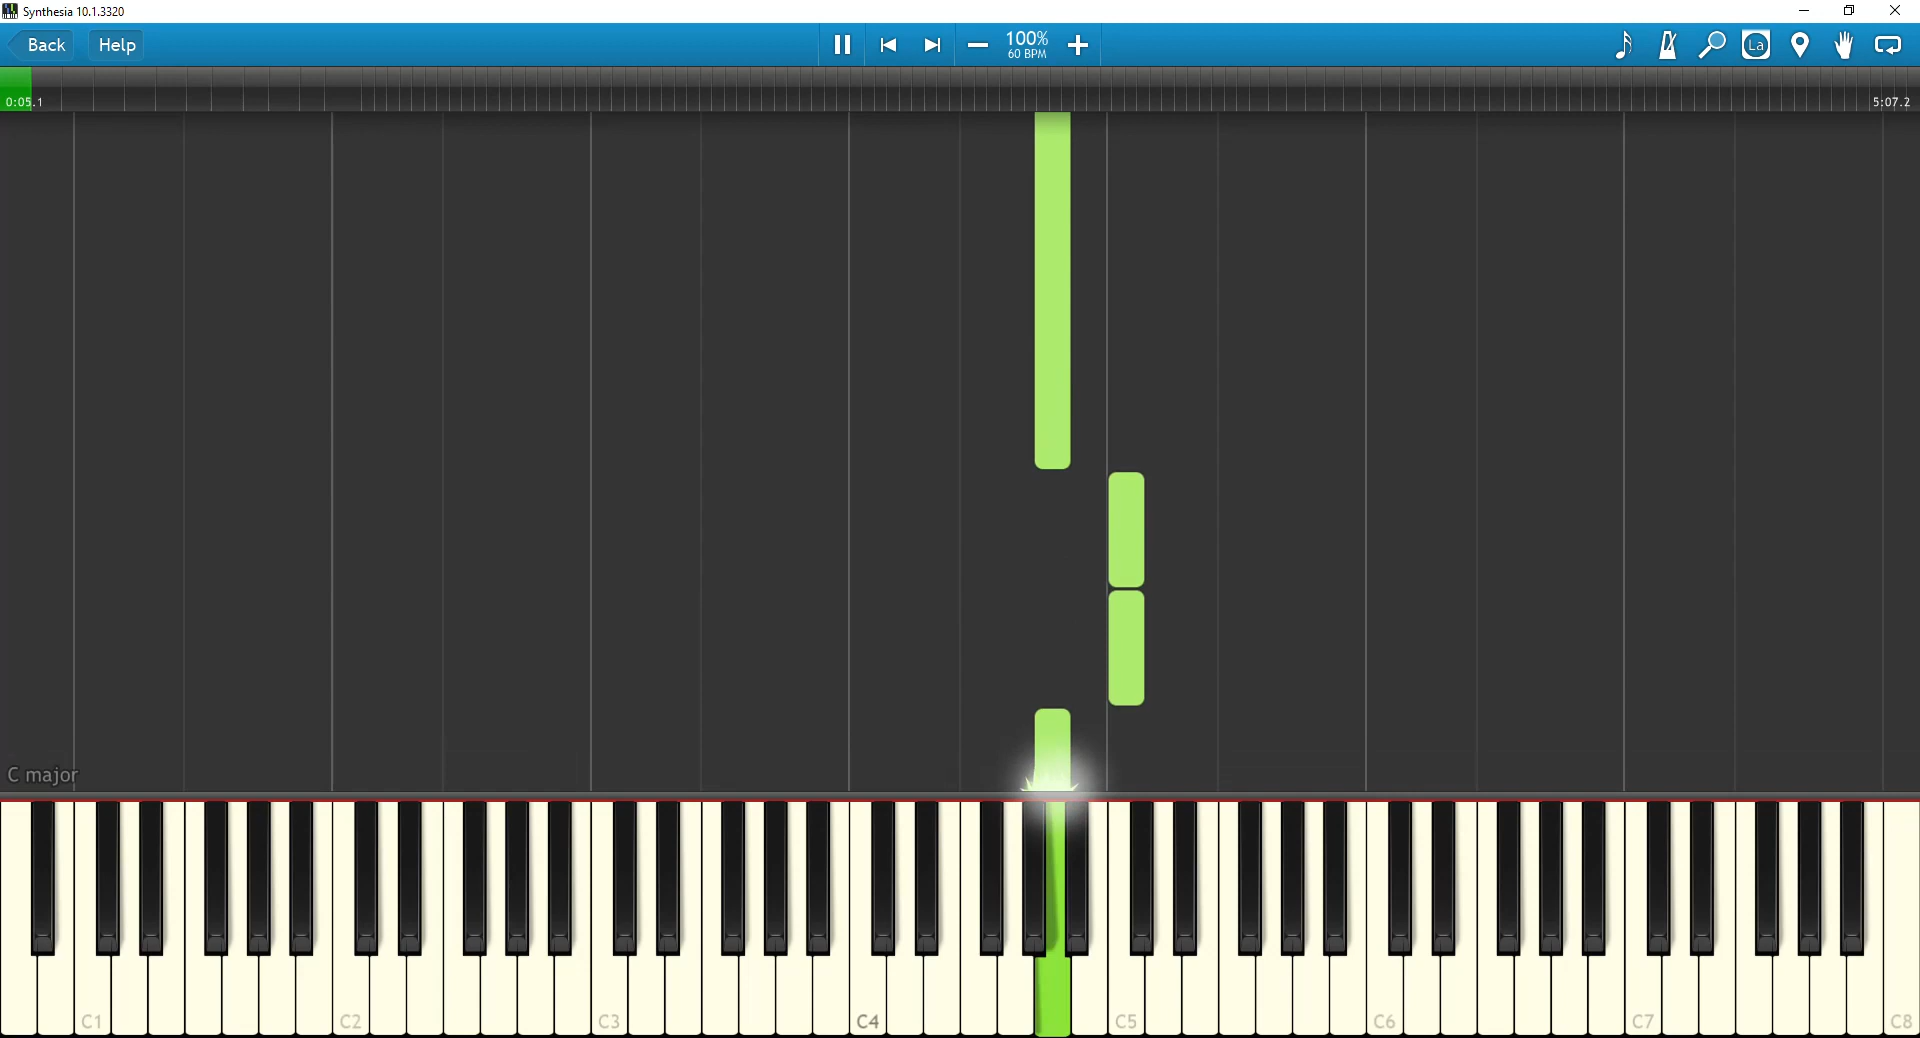 Synthesia 10.1.3320
Back
Help
100%
60 BPM
La
0:05.1
5:07.2
C major
C1
C2
C3
C4
C5
C6
C7
C8